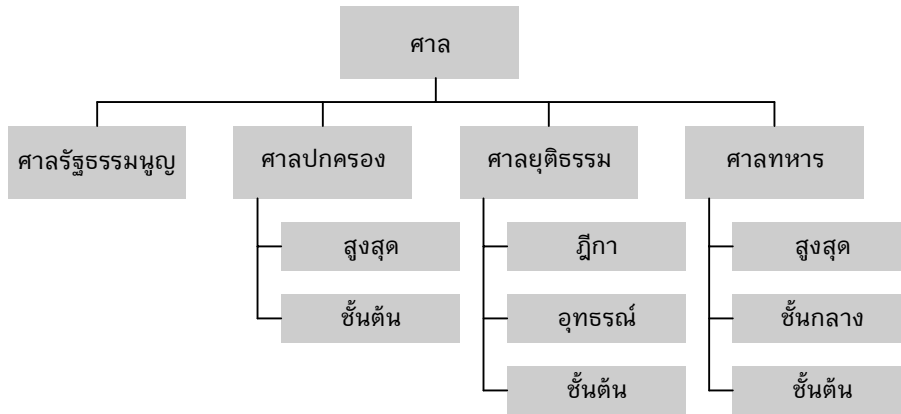 ศาล
ศาลรัฐธรรมนูญ
ศาลปกครอง
สูงสุด
ชั้นต้น
ศาลยุติธรรม
ฎีกา
อุทธรณ์
ชั้นต้น
ศาลทหาร
สูงสุด
ชั้นกลาง
ชั้นต้น